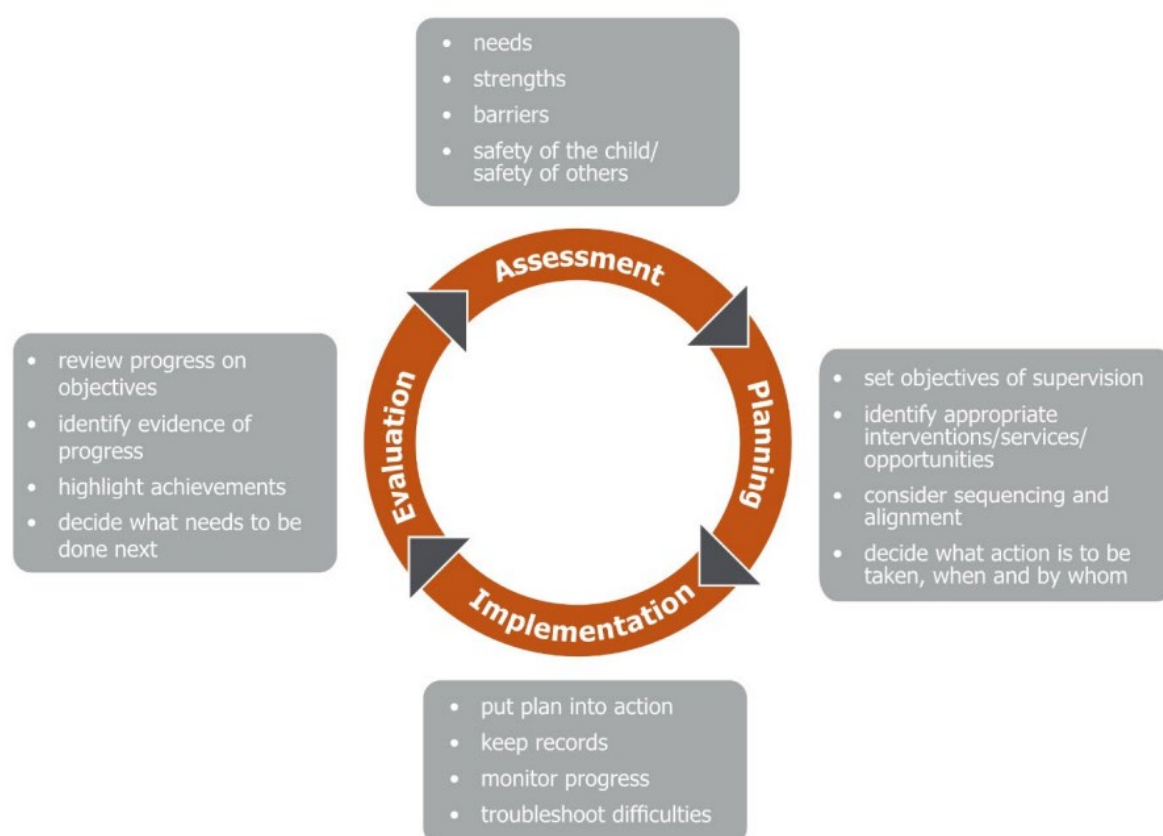 • needs
• strengths
• barriers
• safety of the child/
safety of others
Assessment
Planning
• set objectives of supervision
• identify appropriate
interventions/services/
opportunities
• consider sequencing and
alignment
• decide what action is to be
taken, when and by whom
Implementation
• put plan into action
• keep records
• monitor progress
• troubleshoot difficulties
Evaluation
• review progress on
objectives
• identify evidence of
progress
• highlight achievements
• decide what needs to be
done next